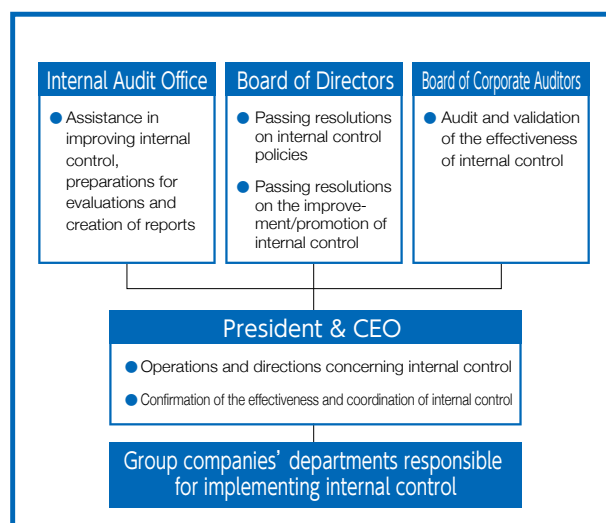 Internal Audit Office
● Assistance in
improving internal
control,
preparations for
evaluations and
creation of reports
Board of Directors
● Passing resolutions
on internal control
policies
● Passing resolutions
on the improve-
ment/promotion of
internal control
Board of Corporate Auditors
● Audit and validation
of the effectiveness
of internal control
President & CEO
● Operations and directions concerning internal control
● Confirmation of the effectiveness and coordination of internal control
Group companies’ departments responsible
for implementing internal control